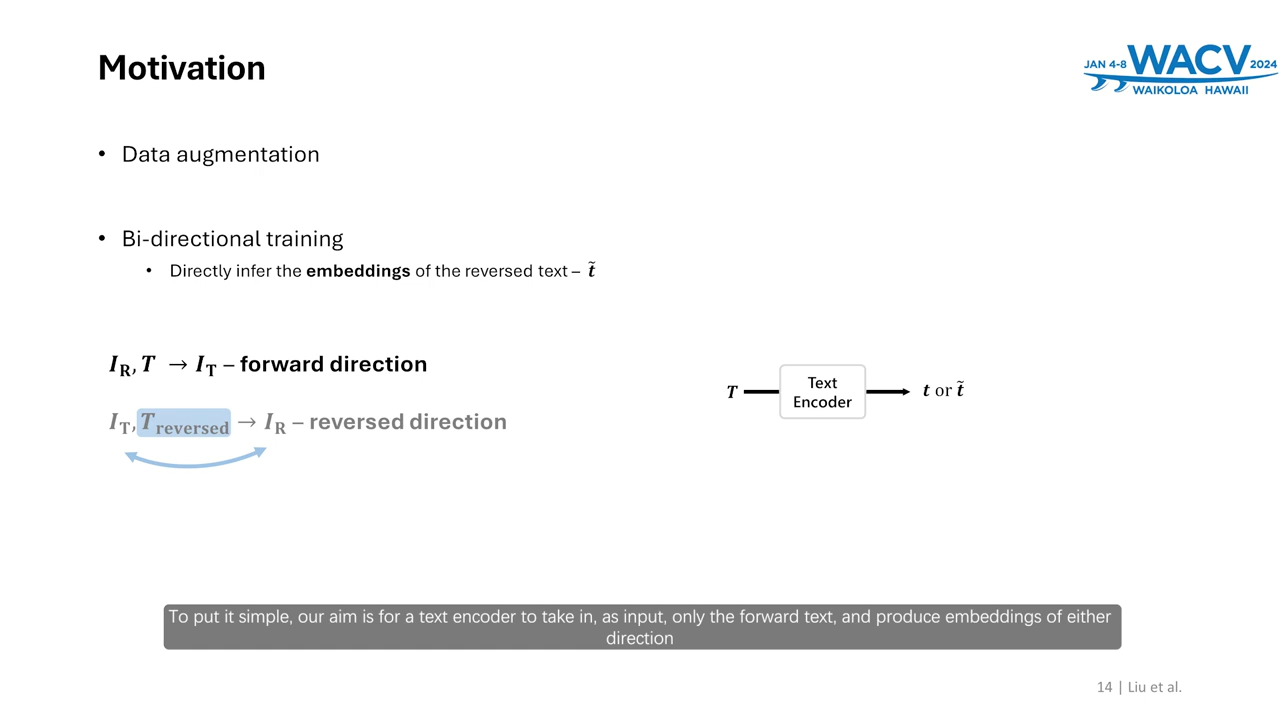 Motivation
JAN 4-8 WACV 2024
WAIKOLOA HAWAII
• Data augmentation
• Bi-directional training
• Directly infer the embeddings of the reversed text – t̃
I_R, T → I_T – forward direction
I_T, T_reversed → I_R – reversed direction
T
Text
Encoder
t or t̃
To put it simple, our aim is for a text encoder to take in, as input, only the forward text, and produce embeddings of either
direction
14 | Liu et al.